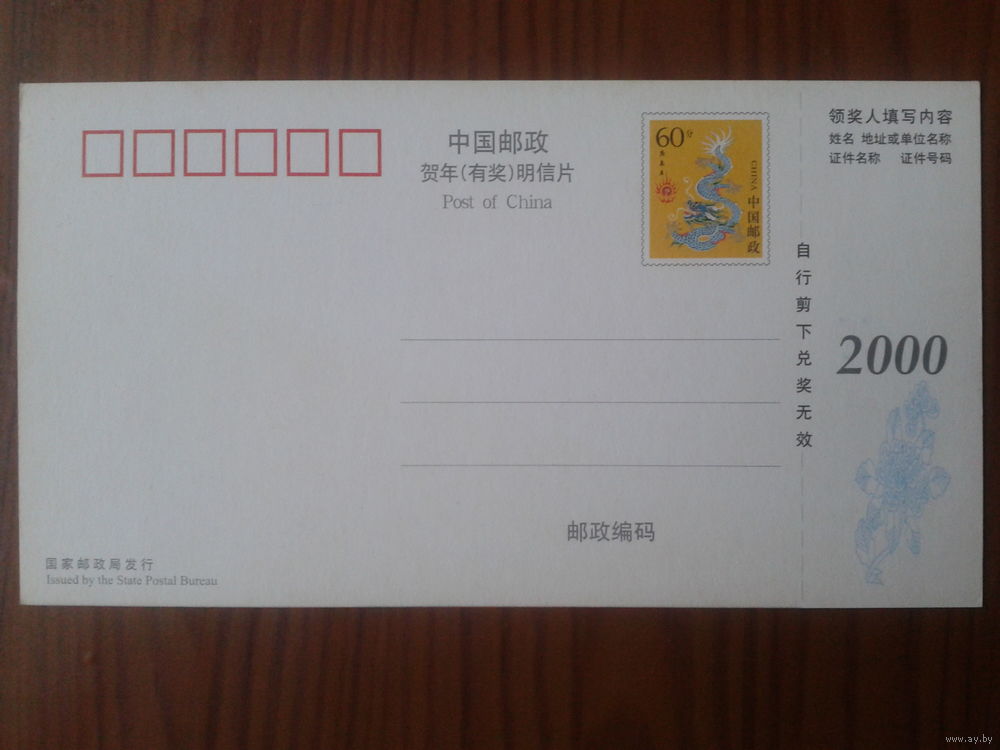 中国邮政
贺年(有奖)明信片
Post of China
60分
CHINA
中国邮政
领奖人填写内容
姓名 地址或单位名称
证件名称 证件号码
自行剪下兑奖无效
2000
邮政编码
国家邮政局发行
Issued by the State Postal Bureau
www.ay.by